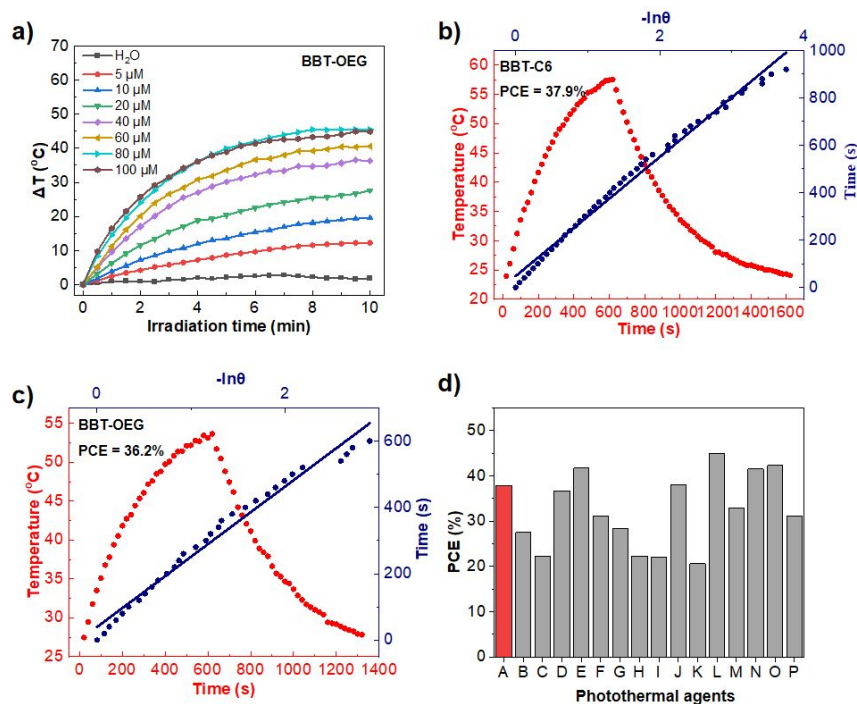 a)
BBT-OEG
H₂O
5 µM
10 µM
20 µM
40 µM
60 µM
80 µM
100 µM
ΔT (°C)
70
60
50
40
30
20
10
0
0 2 4 6 8 10
Irradiation time (min)
b)
-lnθ
0 2 4
BBT-C6
PCE = 37.9%
Temperature (°C)
60
55
50
45
40
35
30
25
20
1000
800
600
400
200
0
Time (s)
0 200 400 600 800 1000 1200 1400 1600
Time (s)
c)
-lnθ
0 2
BBT-OEG
PCE = 36.2%
Temperature (°C)
55
50
45
40
35
30
25
600
400
200
0
Time (s)
0 200 400 600 800 1000 1200 1400
Time (s)
d)
PCE (%)
50
40
30
20
10
0
A B C D E F G H I J K L M N O P
Photothermal agents